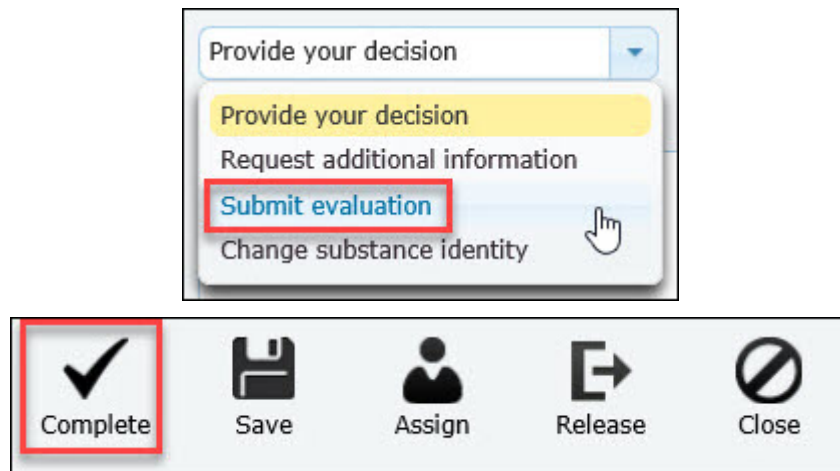 Provide your decision
Provide your decision
Request additional information
Submit evaluation
Change substance identity
Complete Save Assign Release Close